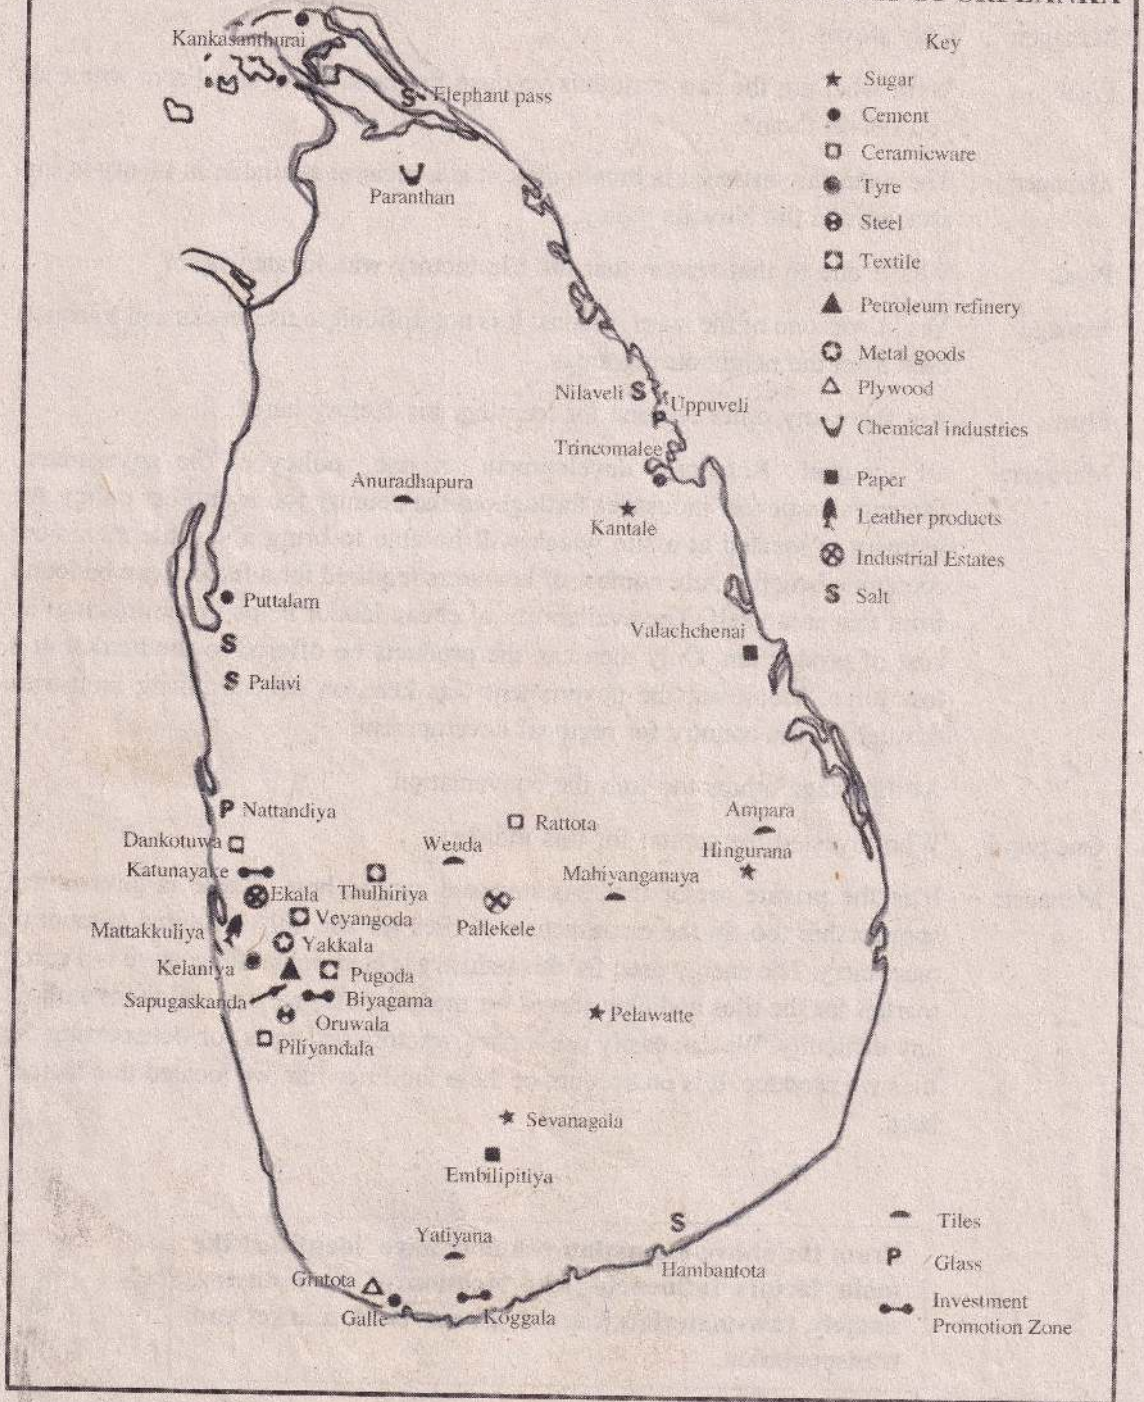 SRI LANKA
Kankasanthurai
Key
Sugar
Elephant pass
Cement
Ceramicware
Paranthan
Tyre
Steel
Textile
Petroleum refinery
Metal goods
Nilaveli S
Plywood
Uppuveli
P
Chemical industries
Trincomalee
Anuradhapura
Paper
Kantale
Leather products
Industrial Estates
S Salt
Puttalam
Valachchenai
S
S Palavi
P Nattandiya
Rattota
Ampara
Dankotuwa
Weuda
Hingurana
Katunayake
Mahiyanganaya
Ekala
Thulhiriya
Veyangoda
Pallekele
Mattakkuliya
Yakkala
Kelaniya
Pugoda
Sapugaskanda
Biyagama
Pelawatte
Oruwala
Piliyandala
Sevanagala
Embilipitiya
S
Tiles
Yatiyana
P Glass
Hambantota
Gintota
Investment
Promotion Zone
Galle
Koggala